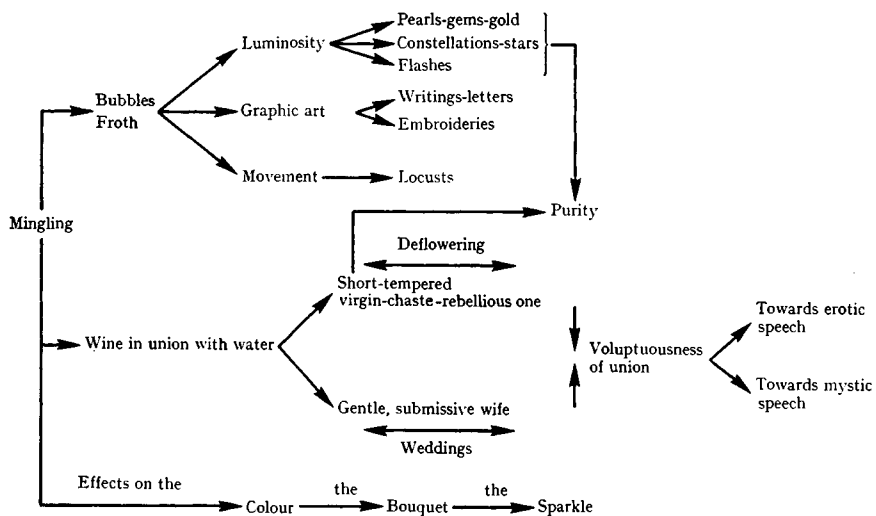 Pearls-gems-gold
Luminosity
Constellations-stars
Flashes
Bubbles
Froth
Writings-letters
Graphic art
Embroideries
Movement
Locusts
Mingling
Purity
Deflowering
Short-tempered
virgin-chaste-rebellious one
Towards erotic
speech
Wine in union with water
Voluptuousness
of union
Towards mystic
speech
Gentle, submissive wife
Weddings
Effects on the
Colour
the
Bouquet
the
Sparkle